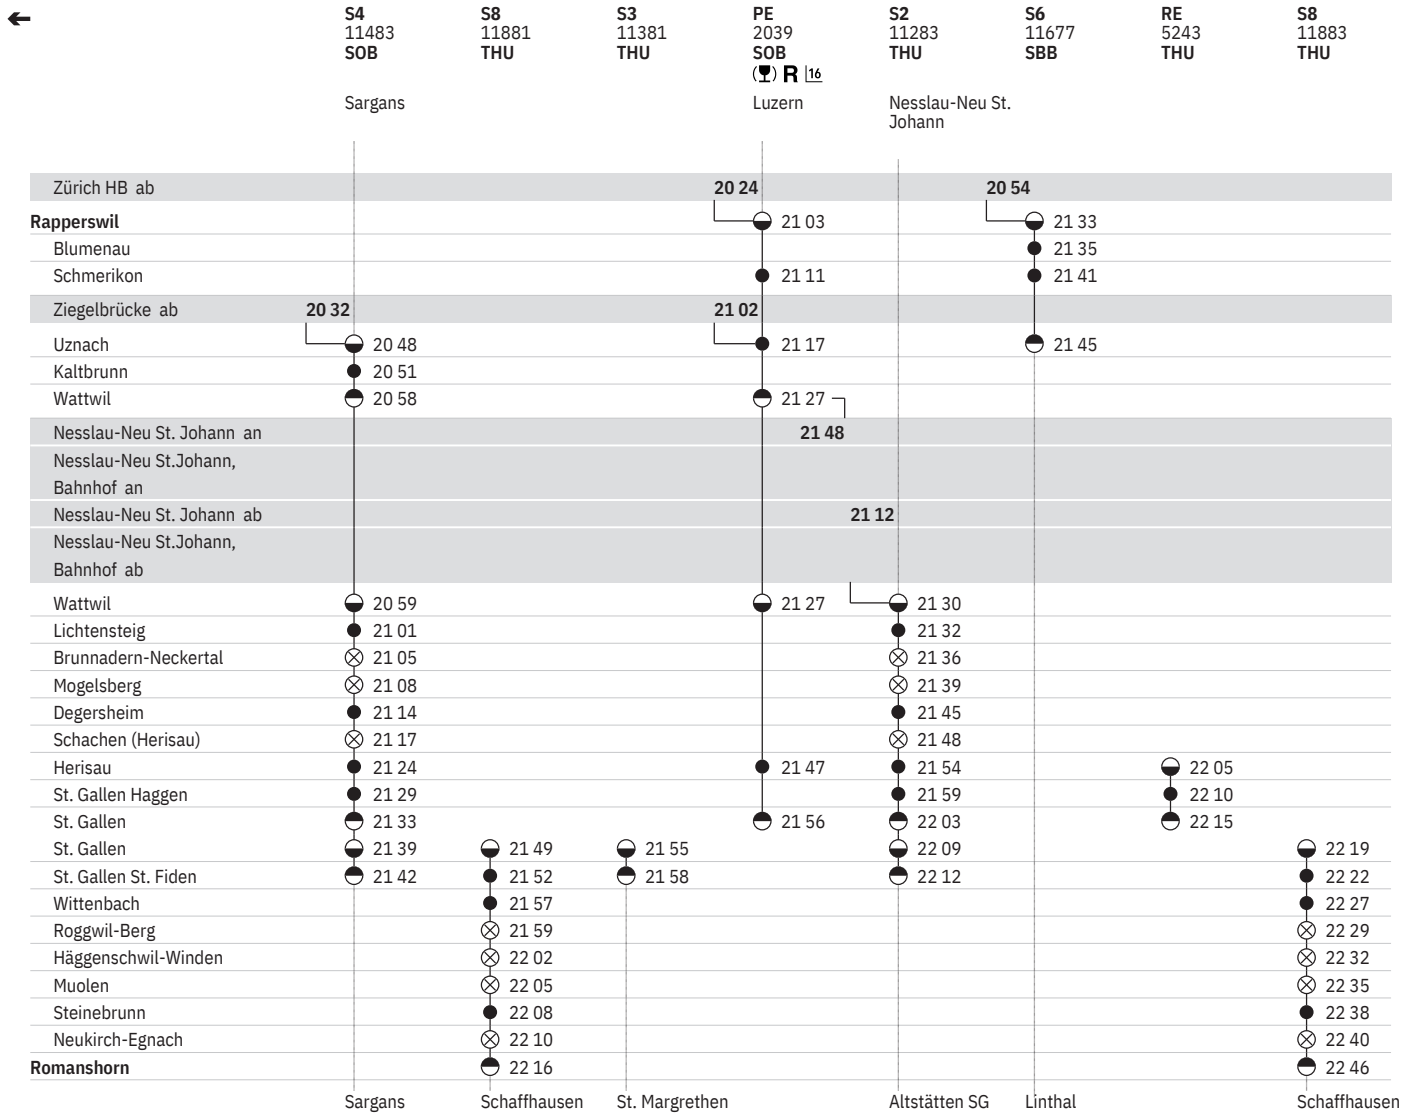 S4 S8 S3 PE S2 S6 RE S8
11483 11881 11381 2039 11283 11677 5243 11883
SOB THU THU SOB THU SBB THU THU
R 16
Sargans Luzern Nesslau-Neu St. Johann
Zürich HB ab 20 24 20 54
Rapperswil 21 03 21 33
Blumenau 21 35
Schmerikon 21 11 21 41
Ziegelbrücke ab 20 32 21 02
Uznach 20 48 21 17 21 45
Kaltbrunn 20 51
Wattwil 20 58 21 27
Nesslau-Neu St. Johann an 21 48
Nesslau-Neu St.Johann,
Bahnhof an
Nesslau-Neu St. Johann ab 21 12
Nesslau-Neu St.Johann,
Bahnhof ab
Wattwil 20 59 21 27 21 30
Lichtensteig 21 01 21 32
Brunnadern-Neckertal 21 05 21 36
Mogelsberg 21 08 21 39
Degersheim 21 14 21 45
Schachen (Herisau) 21 17 21 48
Herisau 21 24 21 47 21 54 22 05
St. Gallen Haggen 21 29 21 59 22 10
St. Gallen 21 33 21 56 22 03 22 15
St. Gallen 21 39 21 49 21 55 22 09 22 19
St. Gallen St. Fiden 21 42 21 52 21 58 22 12 22 22
Wittenbach 21 57 22 27
Roggwil-Berg 21 59 22 29
Häggenschwil-Winden 22 02 22 32
Muolen 22 05 22 35
Steinebrunn 22 08 22 38
Neukirch-Egnach 22 10 22 40
Romanshorn 22 16 22 46
Sargans Schaffhausen St. Margrethen Altstätten SG Linthal Schaffhausen